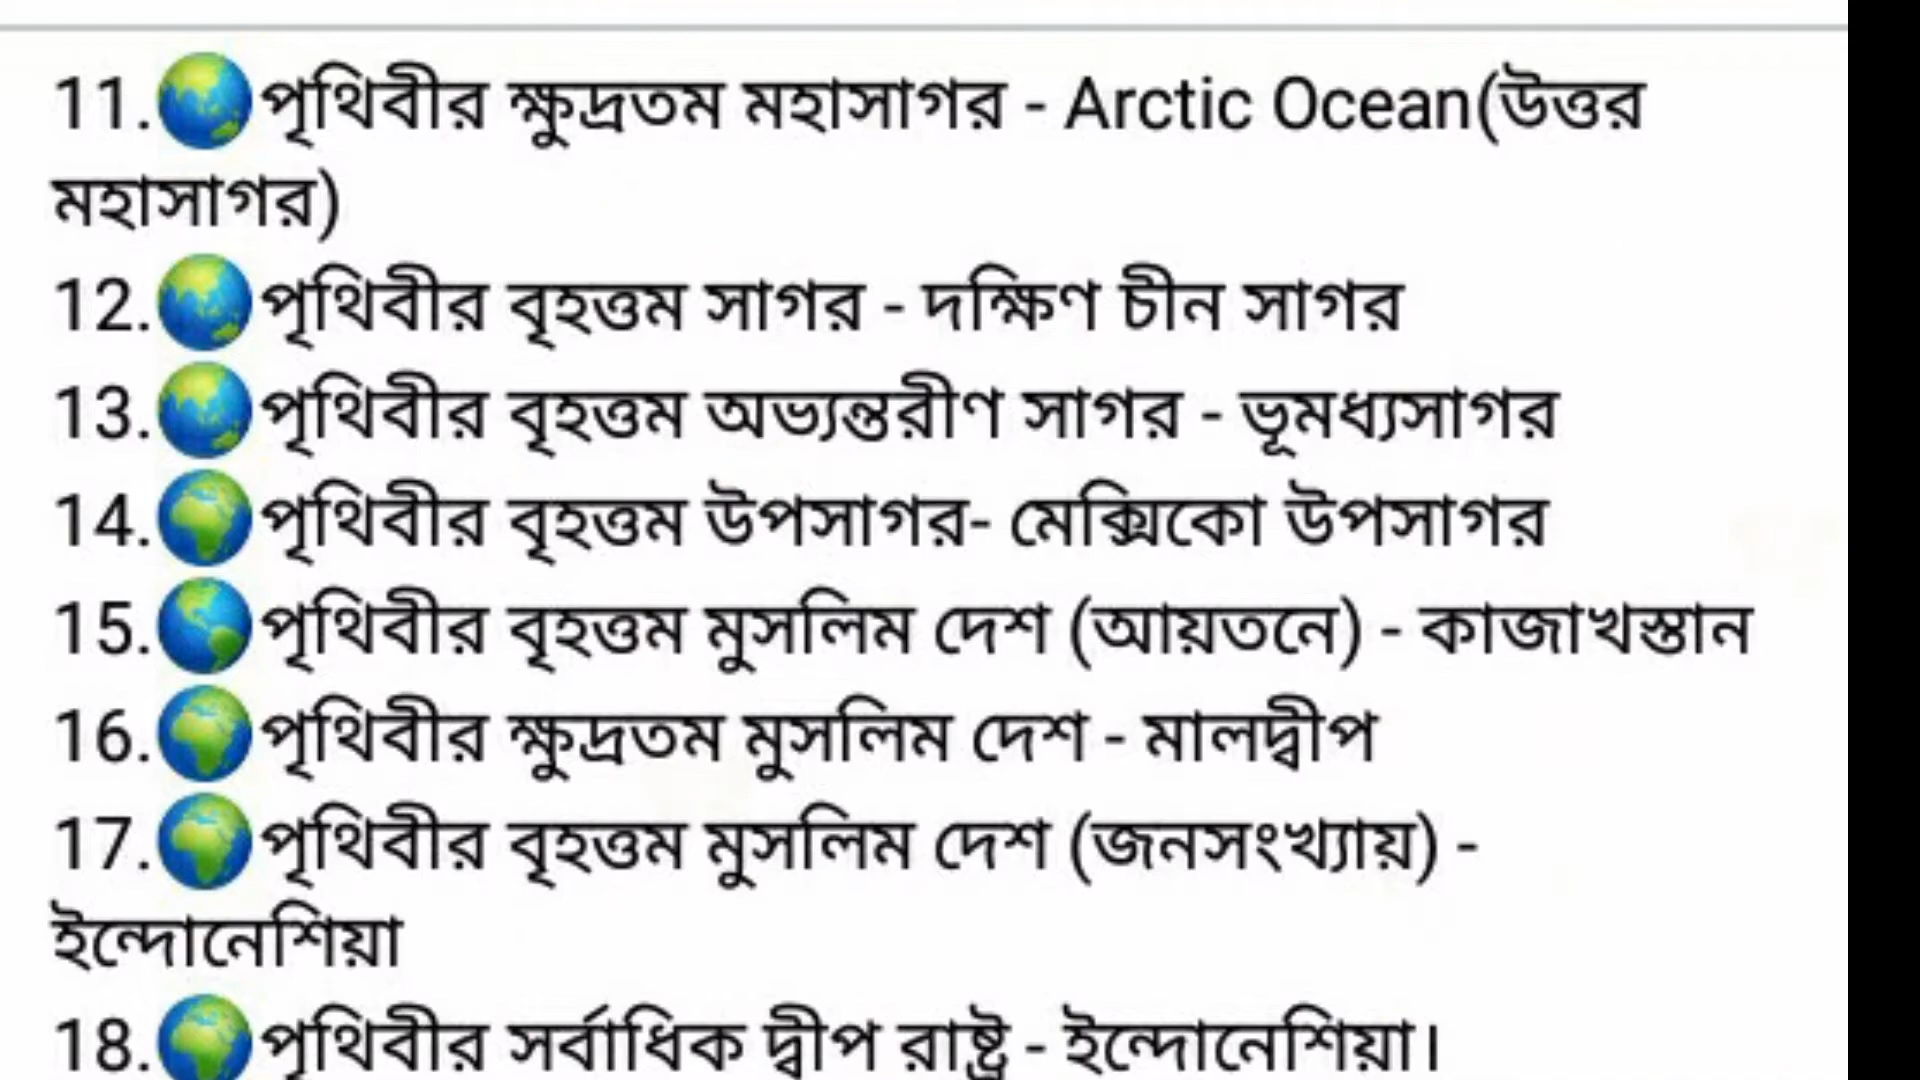 11.🌏পৃথিবীর ক্ষুদ্রতম মহাসাগর - Arctic Ocean(উত্তর
মহাসাগর)
12.🌏পৃথিবীর বৃহত্তম সাগর - দক্ষিণ চীন সাগর
13.🌏পৃথিবীর বৃহত্তম অভ্যন্তরীণ সাগর - ভূমধ্যসাগর
14.🌍পৃথিবীর বৃহত্তম উপসাগর- মেক্সিকো উপসাগর
15.🌎পৃথিবীর বৃহত্তম মুসলিম দেশ (আয়তনে) - কাজাখস্তান
16.🌍পৃথিবীর ক্ষুদ্রতম মুসলিম দেশ - মালদ্বীপ
17.🌍পৃথিবীর বৃহত্তম মুসলিম দেশ (জনসংখ্যায়) -
ইন্দোনেশিয়া
18.🌍পৃথিবীর সর্বাধিক দ্বীপ রাষ্ট্র - ইন্দোনেশিয়া।